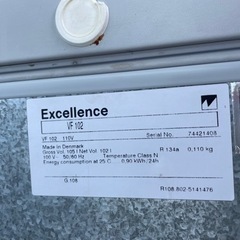 Excellence
VF 102
VF 102 110V Serial No. 74421408
Made in Denmark
Gross Vol. 105 l Net Vol. 102 l R 134a 0,110 kg
100 V~ 50/60 Hz Temperature Class N
Energy consumption at 25 C 0.90 kWh/24h
G.108
R108.802-5141476